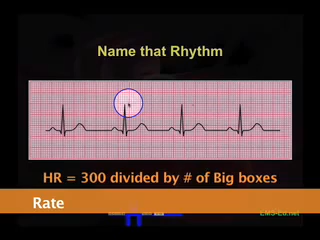 Name that Rhythm
HR = 300 divided by # of Big boxes
Rate
EMS-Ed.net